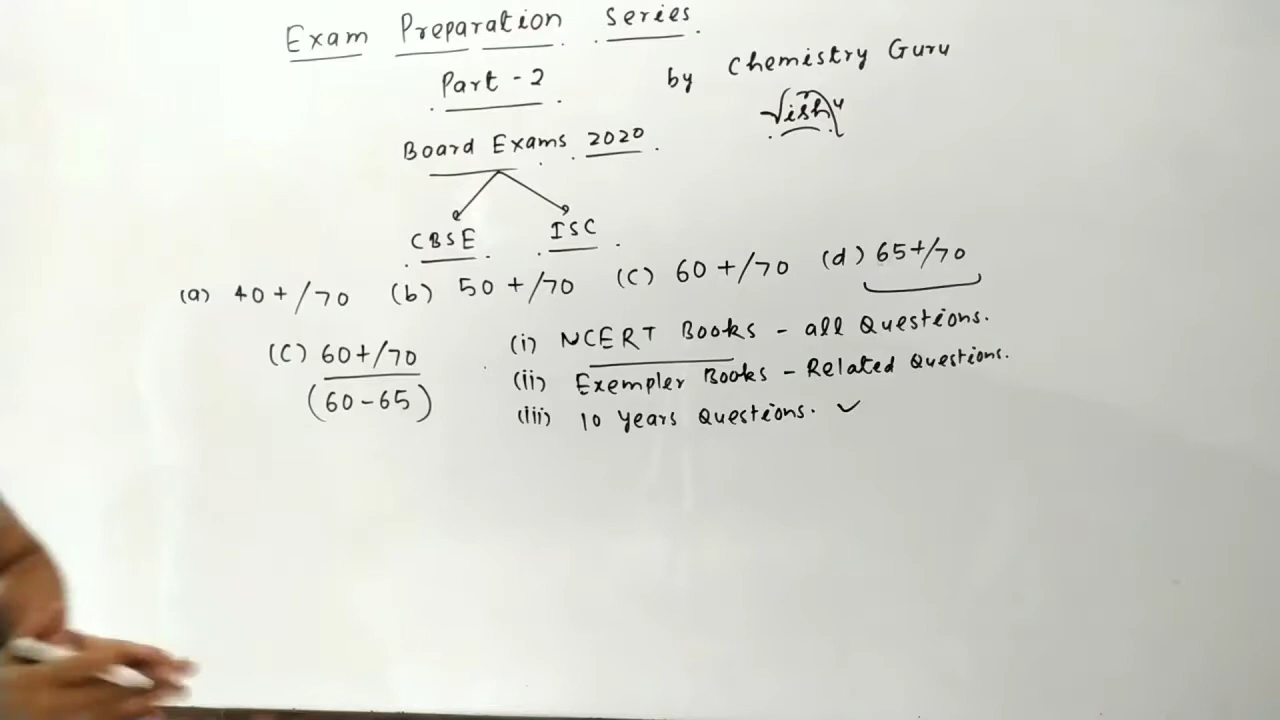 Exam Preparation Series
Part - 2
by Chemistry Guru
Vishu
Board Exams 2020
CBSE ISC
(a) 40+/70 (b) 50+/70 (c) 60+/70 (d) 65+/70
(c) 60+/70
(60-65)
(i) NCERT Books - all Questions.
(ii) Exempler Books - Related Questions.
(iii) 10 years Questions. ✓